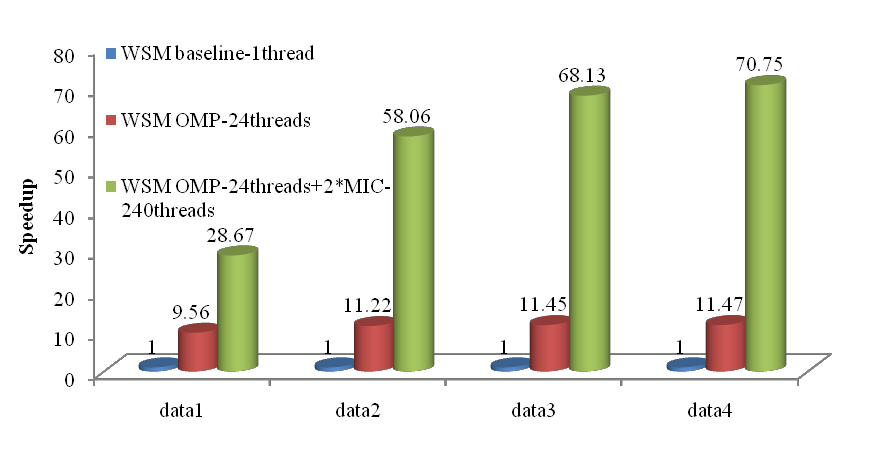 80
70
60
50
40
30
20
10
0
Speedup
WSM baseline-1thread
WSM OMP-24threads
WSM OMP-24threads+2*MIC-
240threads
1
9.56
28.67
1
11.22
58.06
1
11.45
68.13
1
11.47
70.75
data1
data2
data3
data4